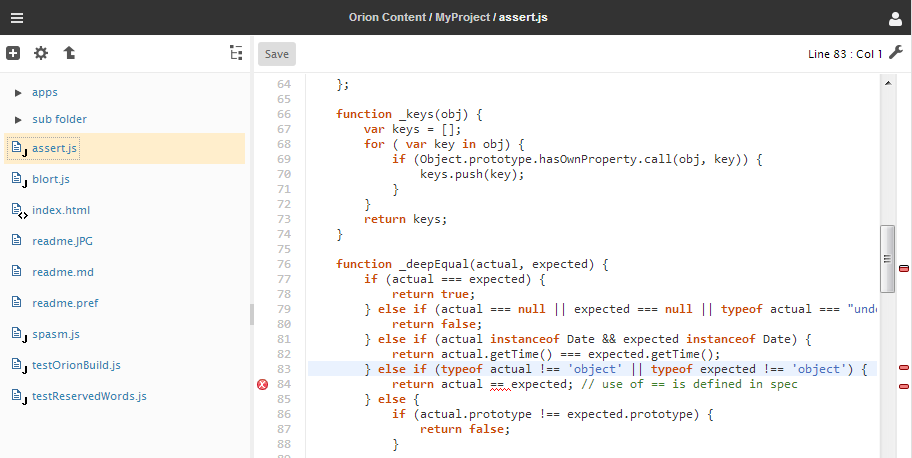 Orion Content / MyProject / assert.js
Save
Line 83 : Col 1
apps
sub folder
assert.js
blort.js
index.html
readme.JPG
readme.md
readme.pref
spasm.js
testOrionBuild.js
testReservedWords.js
64 };
65
66 function _keys(obj) {
67 var keys = [];
68 for ( var key in obj) {
69 if (Object.prototype.hasOwnProperty.call(obj, key)) {
70 keys.push(key);
71 }
72 }
73 return keys;
74 }
75
76 function _deepEqual(actual, expected) {
77 if (actual === expected) {
78 return true;
79 } else if (actual === null || expected === null || typeof actual === "unde
80 return false;
81 } else if (actual instanceof Date && expected instanceof Date) {
82 return actual.getTime() === expected.getTime();
83 } else if (typeof actual !== 'object' || typeof expected !== 'object') {
84 return actual == expected; // use of == is defined in spec
85 } else {
86 if (actual.prototype !== expected.prototype) {
87 return false;
88 }